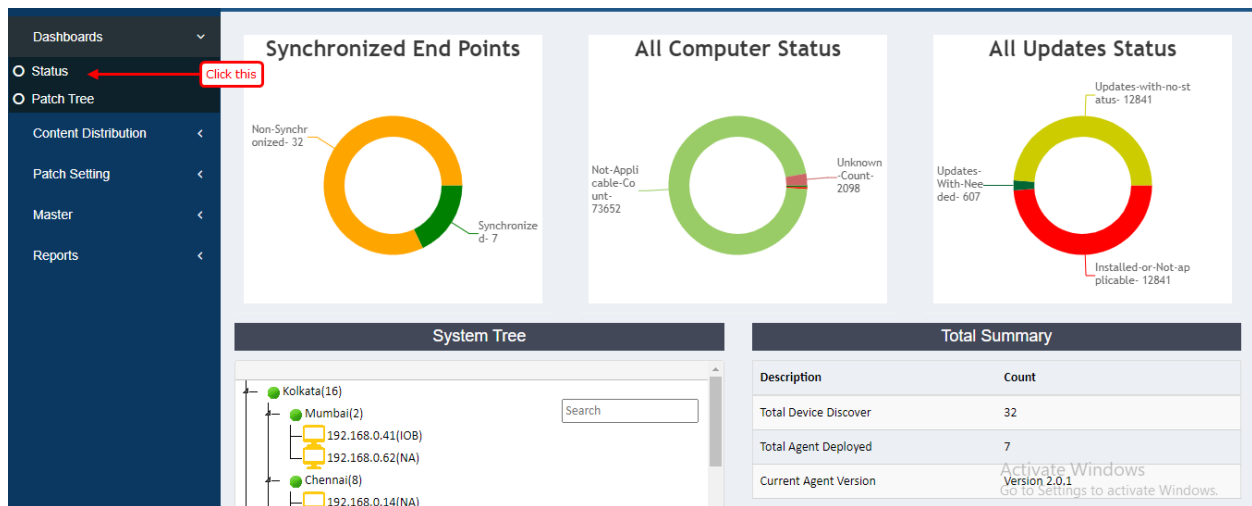 Dashboards
Status
Click this
Patch Tree
Content Distribution
Patch Setting
Master
Reports
Synchronized End Points
Non-Synchr
onized- 32
Synchronize
d- 7
All Computer Status
Not-Appli
cable-Co
unt-
73652
Unknown
-Count-
2098
All Updates Status
Updates-with-no-st
atus- 12841
Updates-
With-Nee
ded- 607
Installed-or-Not-ap
plicable- 12841
System Tree
Kolkata(16)
Search
Mumbai(2)
192.168.0.41(IOB)
192.168.0.62(NA)
Chennai(8)
192.168.0.14(NA)
Total Summary
Description Count
Total Device Discover 32
Total Agent Deployed 7
Current Agent Version Version 2.0.1
Activate Windows
Go to Settings to activate Windows.